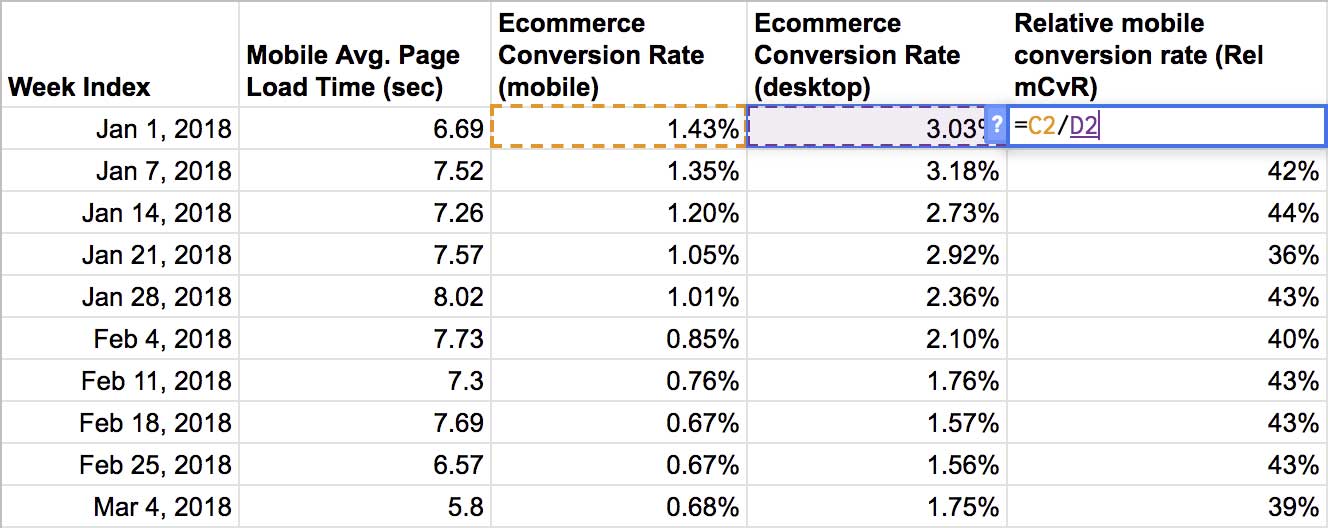 Week Index
Mobile Avg. Page
Load Time (sec)
Ecommerce
Conversion Rate
(mobile)
Ecommerce
Conversion Rate
(desktop)
Relative mobile
conversion rate (Rel
mCvR)
Jan 1, 2018 6.69 1.43% 3.03% ? =C2/D2
Jan 7, 2018 7.52 1.35% 3.18% 42%
Jan 14, 2018 7.26 1.20% 2.73% 44%
Jan 21, 2018 7.57 1.05% 2.92% 36%
Jan 28, 2018 8.02 1.01% 2.36% 43%
Feb 4, 2018 7.73 0.85% 2.10% 40%
Feb 11, 2018 7.3 0.76% 1.76% 43%
Feb 18, 2018 7.69 0.67% 1.57% 43%
Feb 25, 2018 6.57 0.67% 1.56% 43%
Mar 4, 2018 5.8 0.68% 1.75% 39%